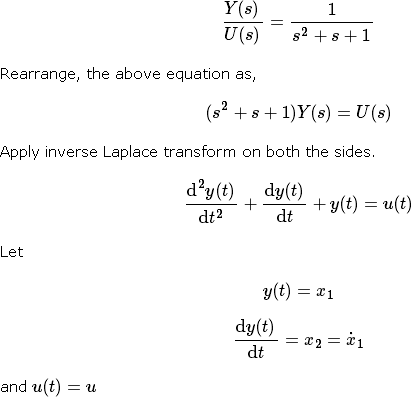 $$\frac{Y(s)}{U(s)} = \frac{1}{s^2 + s + 1}$$
Rearrange, the above equation as,
$$(s^2 + s + 1)Y(s) = U(s)$$
Apply inverse Laplace transform on both the sides.
$$\frac{\mathrm{d}^2 y(t)}{\mathrm{d}t^2} + \frac{\mathrm{d}y(t)}{\mathrm{d}t} + y(t) = u(t)$$
Let
$$y(t) = x_1$$
$$\frac{\mathrm{d}y(t)}{\mathrm{d}t} = x_2 = \dot{x}_1$$
and $u(t) = u$